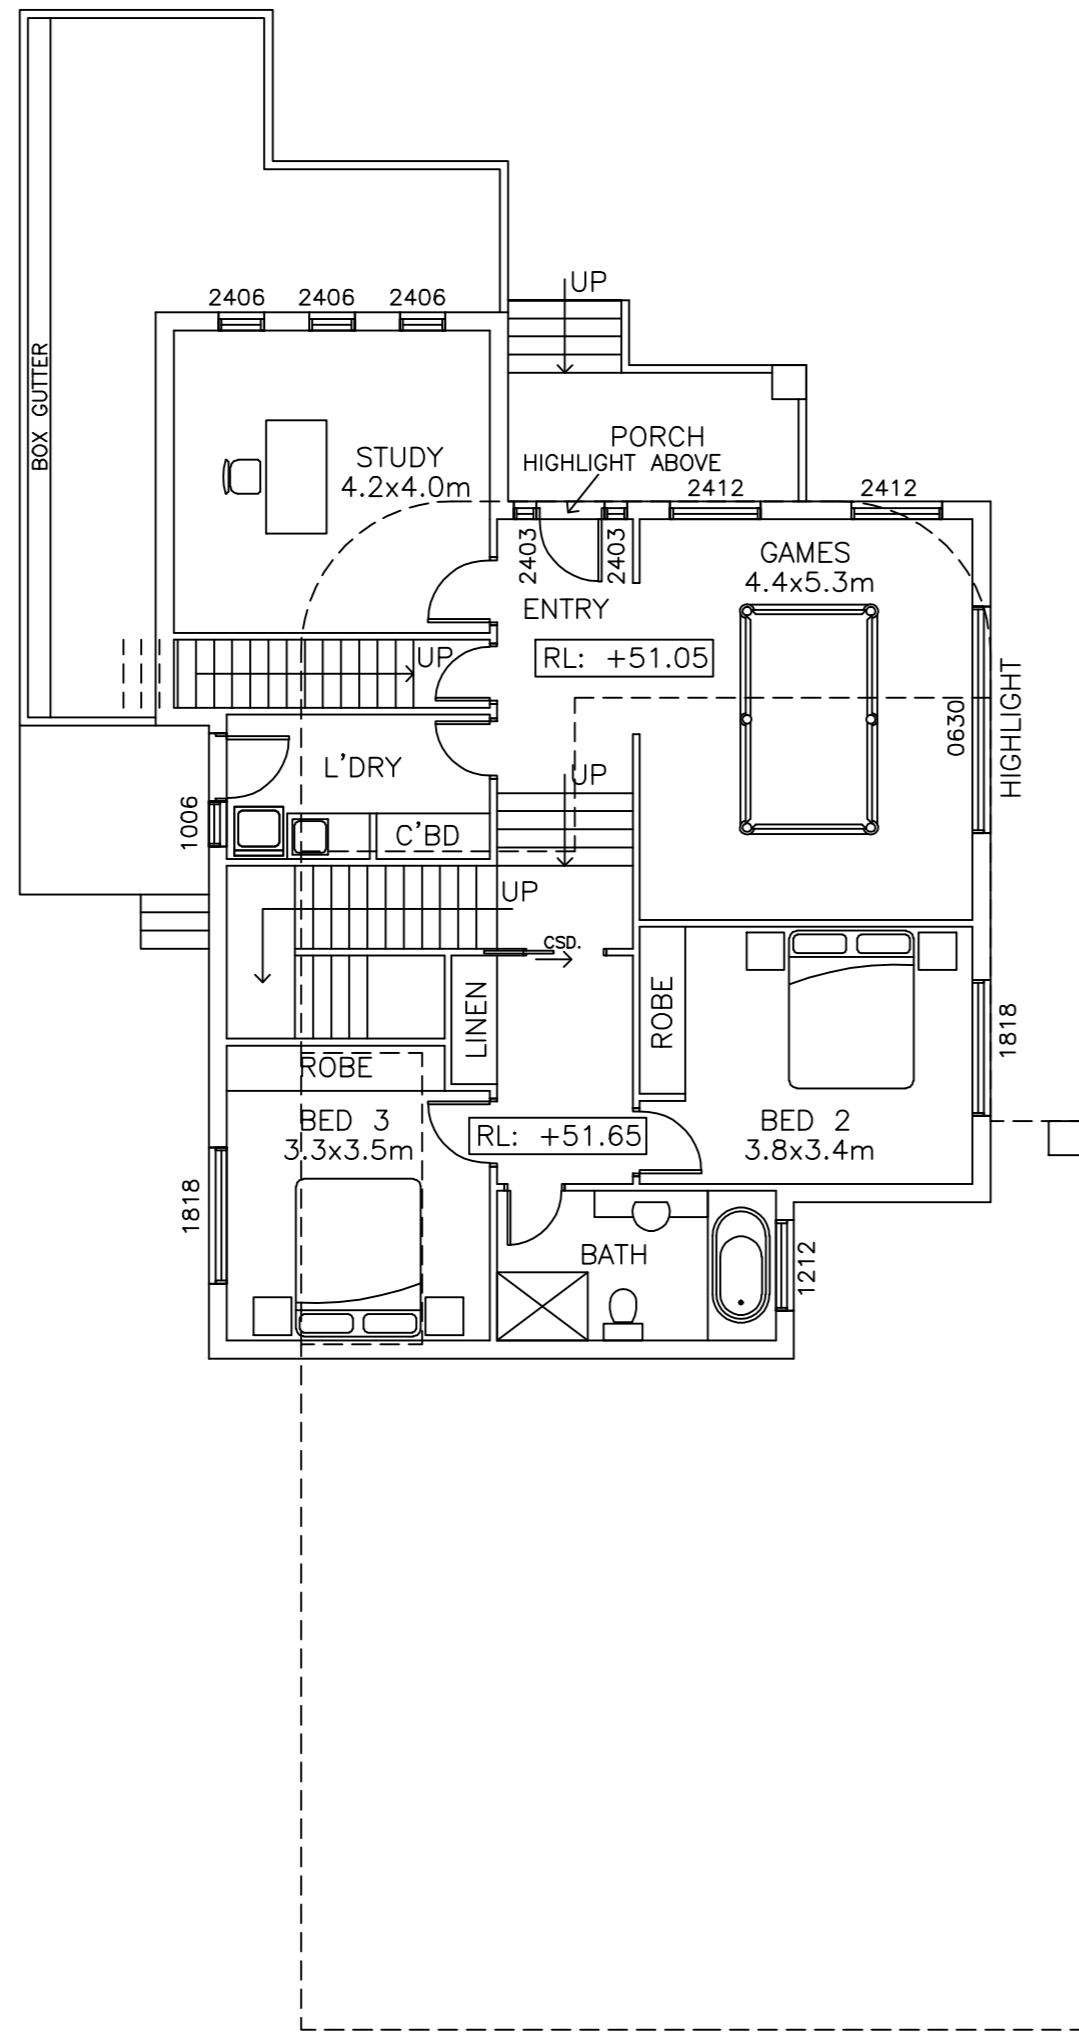 UP
2406
2406
2406
BOX GUTTER
PORCH
HIGHLIGHT ABOVE
STUDY
4.2x4.0m
2412
2412
2403
2403
GAMES
4.4x5.3m
ENTRY
UP
RL: +51.05
HIGHLIGHT
0630
L'DRY
UP
1006
C'BD
UP
CSD.
LINEN
ROBE
1818
ROBE
BED 3
3.3x3.5m
RL: +51.65
BED 2
3.8x3.4m
1818
BATH
1212